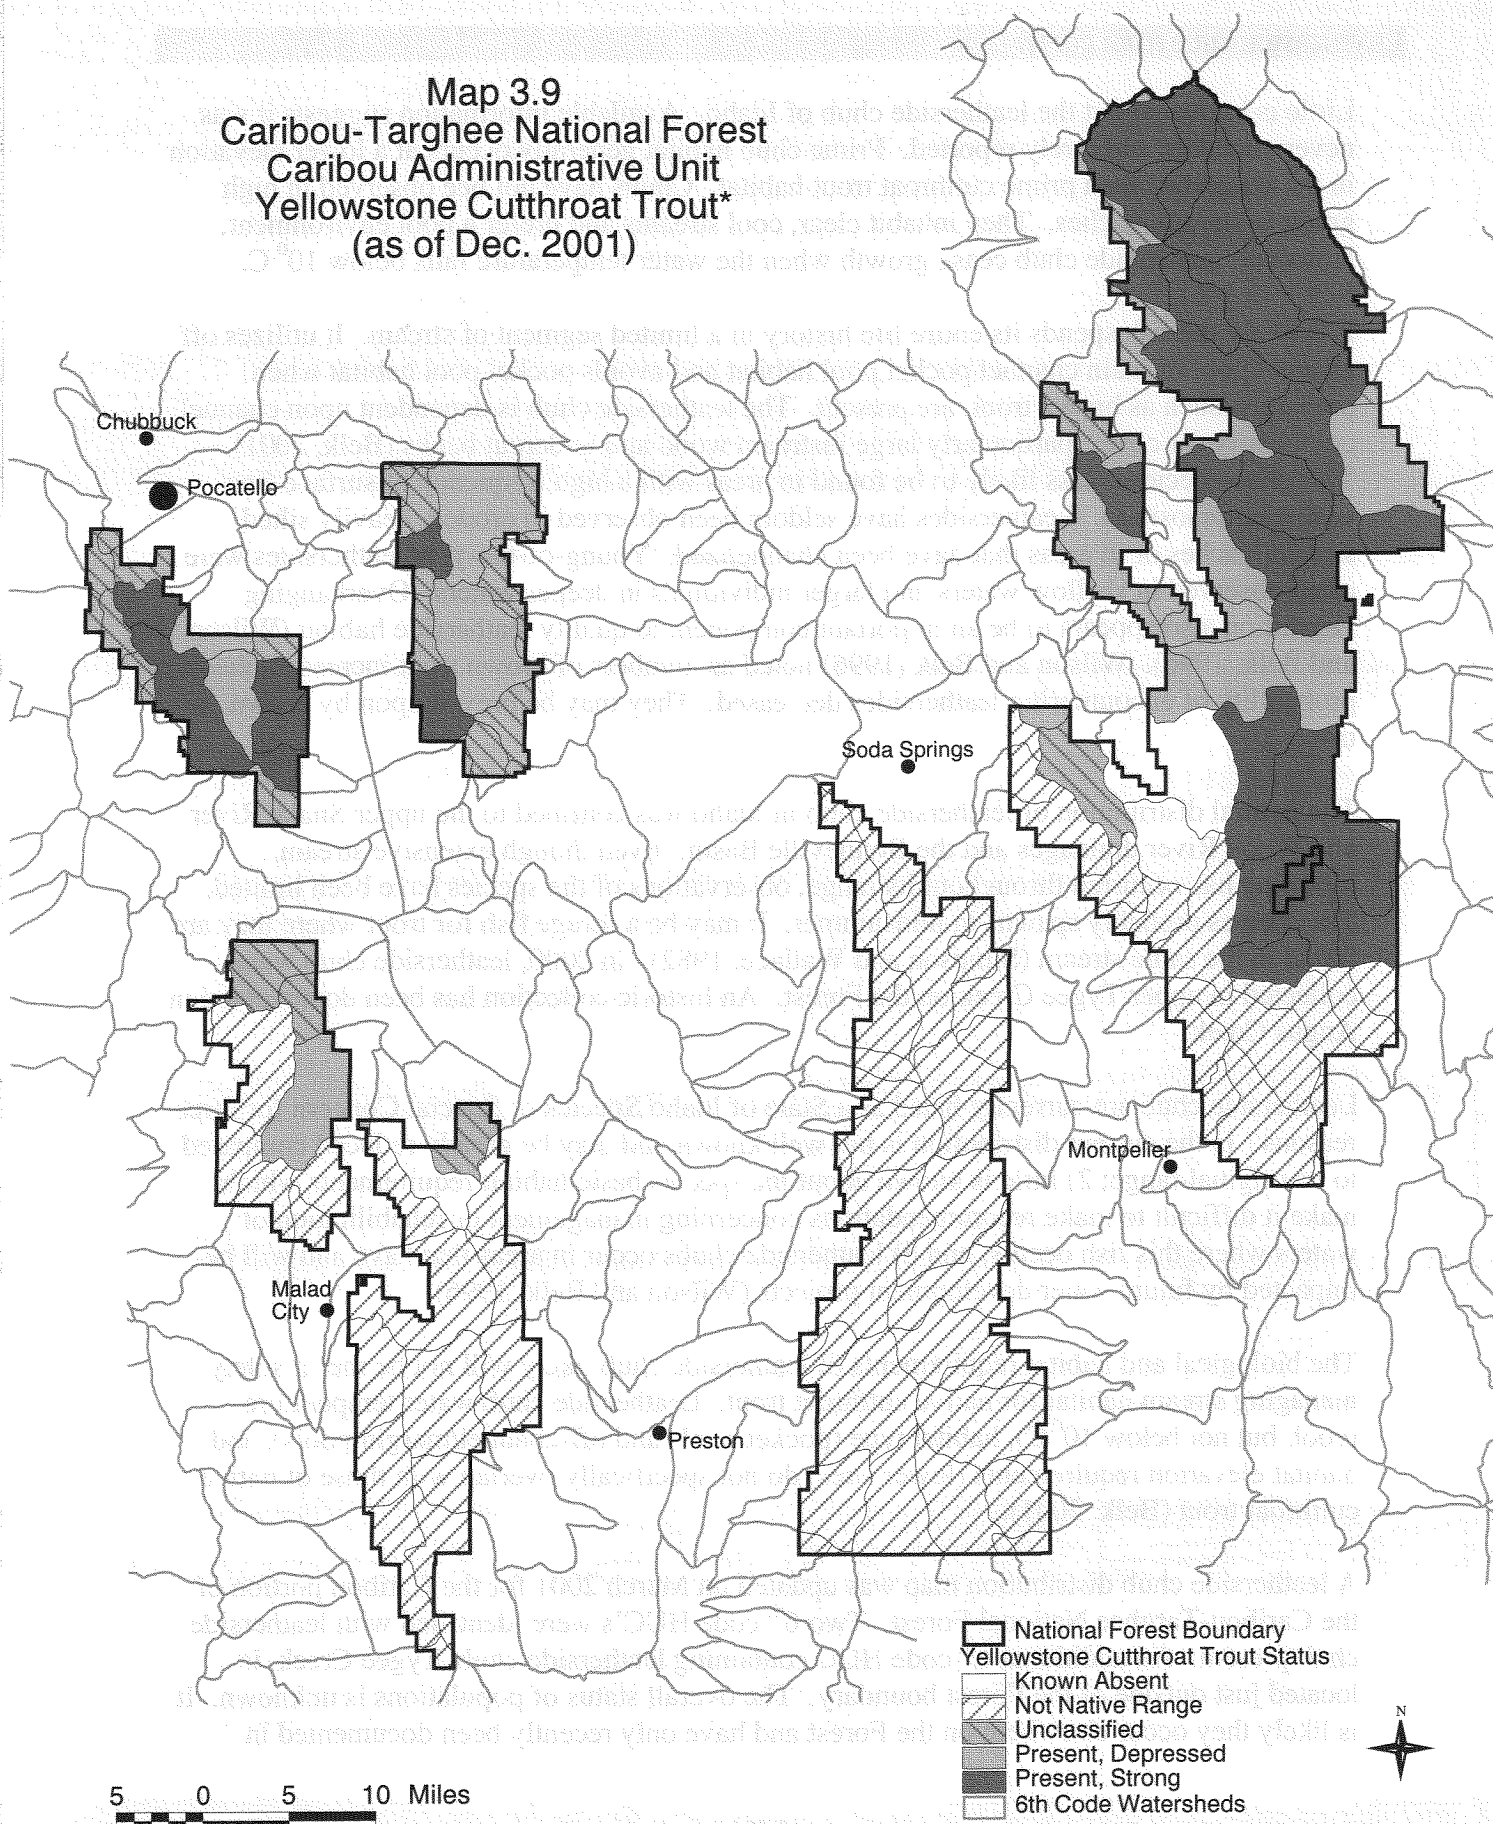 Map 3.9
Caribou-Targhee National Forest
Caribou Administrative Unit
Yellowstone Cutthroat Trout*
(as of Dec. 2001)
Chubbuck
Pocatello
Soda Springs
Montpelier
Malad
City
Preston
National Forest Boundary
Yellowstone Cutthroat Trout Status
Known Absent
Not Native Range
Unclassified
Present, Depressed
Present, Strong
6th Code Watersheds
N
5 0 5 10 Miles